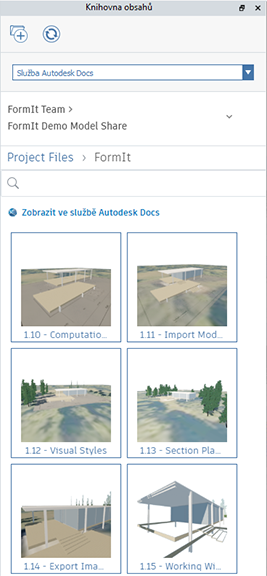 Knihovna obsahů
Služba Autodesk Docs
FormIt Team >
FormIt Demo Model Share
Project Files > FormIt
Zobrazit ve službě Autodesk Docs
1.10 - Computatio... 1.11 - Import Mod...
1.12 - Visual Styles 1.13 - Section Pla...
1.14 - Export Ima... 1.15 - Working Wi...